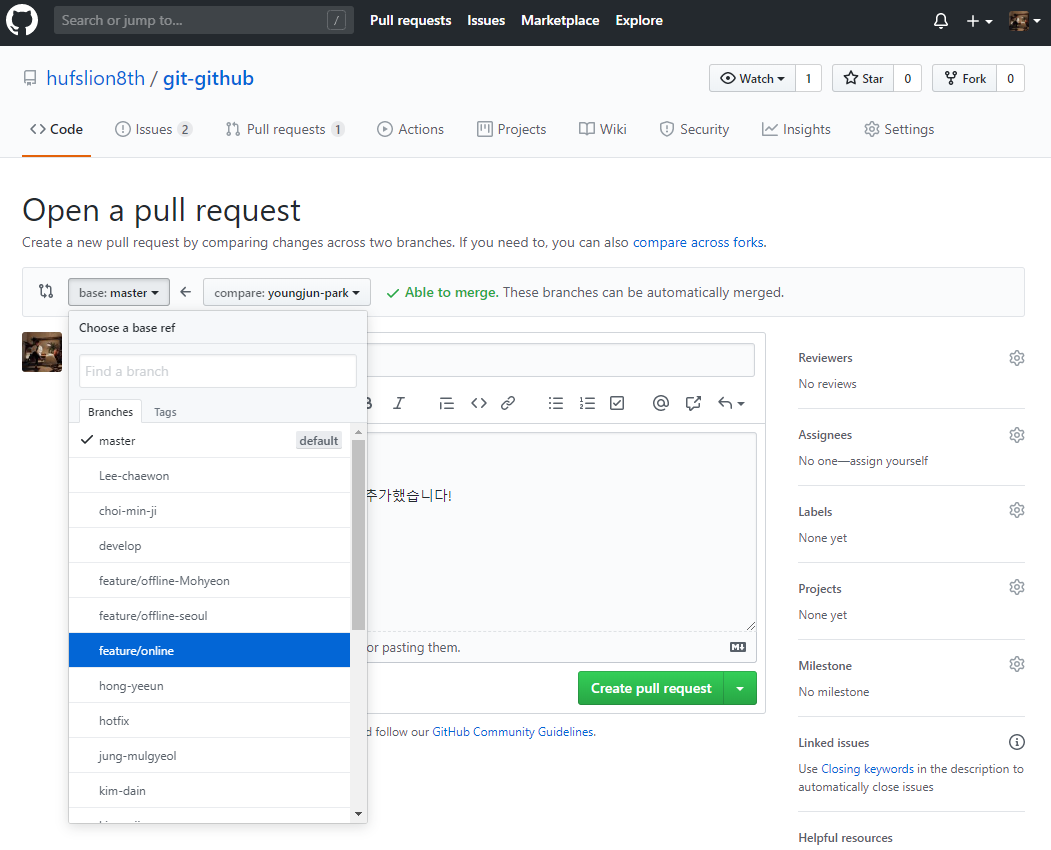 Search or jump to... /
Pull requests Issues Marketplace Explore
hufslion8th / git-github
Watch 1 Star 0 Fork 0
Code Issues 2 Pull requests 1 Actions Projects Wiki Security Insights Settings
Open a pull request
Create a new pull request by comparing changes across two branches. If you need to, you can also compare across forks.
base: master compare: youngjun-park Able to merge. These branches can be automatically merged.
Choose a base ref
Find a branch
Branches Tags
master default
Lee-chaewon
choi-min-ji
develop
feature/offline-Mohyeon
feature/offline-seoul
feature/online
hong-yeeun
hotfix
jung-mulgyeol
kim-dain
추가했습니다!
or pasting them.
Create pull request
follow our GitHub Community Guidelines.
Reviewers
No reviews
Assignees
No one—assign yourself
Labels
None yet
Projects
None yet
Milestone
No milestone
Linked issues
Use Closing keywords in the description to
automatically close issues
Helpful resources